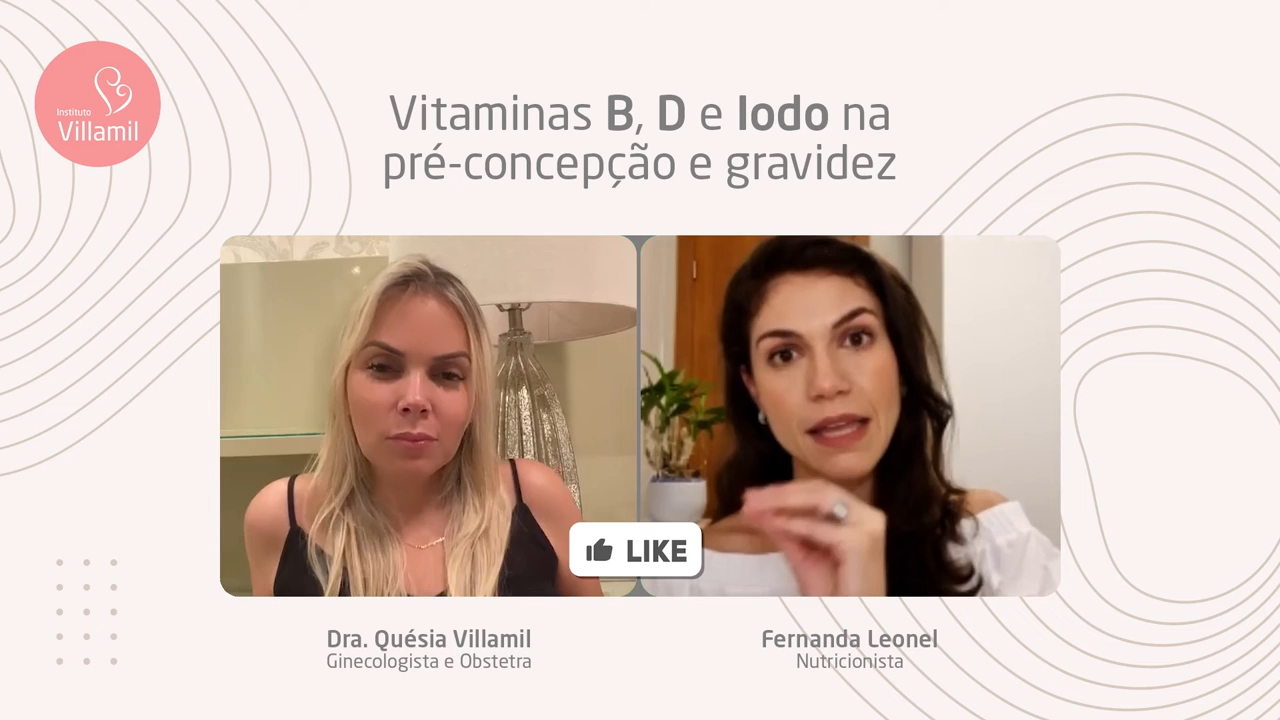 Instituto
Villamil
Vitaminas B, D e Iodo na
pré-concepção e gravidez
LIKE
Dra. Quésia Villamil
Ginecologista e Obstetra
Fernanda Leonel
Nutricionista